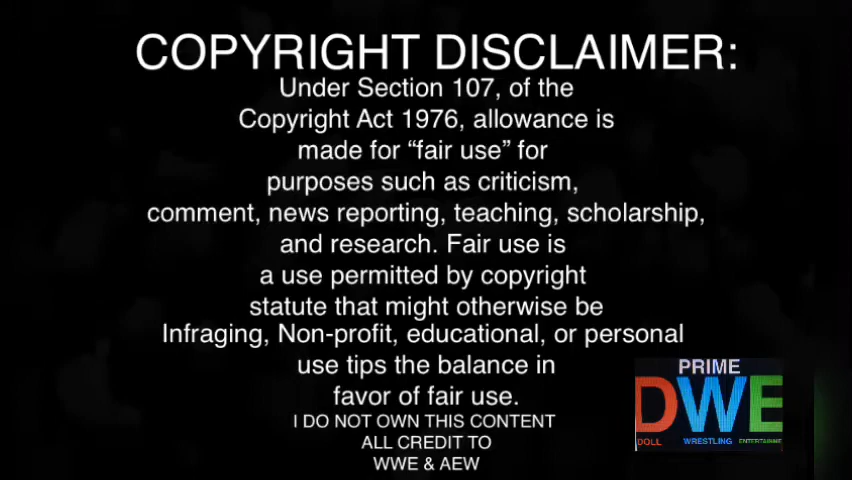 COPYRIGHT DISCLAIMER:
Under Section 107, of the
Copyright Act 1976, allowance is
made for “fair use” for
purposes such as criticism,
comment, news reporting, teaching, scholarship,
and research. Fair use is
a use permitted by copyright
statute that might otherwise be
Infraging, Non-profit, educational, or personal
use tips the balance in
favor of fair use.
I DO NOT OWN THIS CONTENT
ALL CREDIT TO
WWE & AEW
PRIME
DWE
DOLL WRESTLING ENTERTAINME